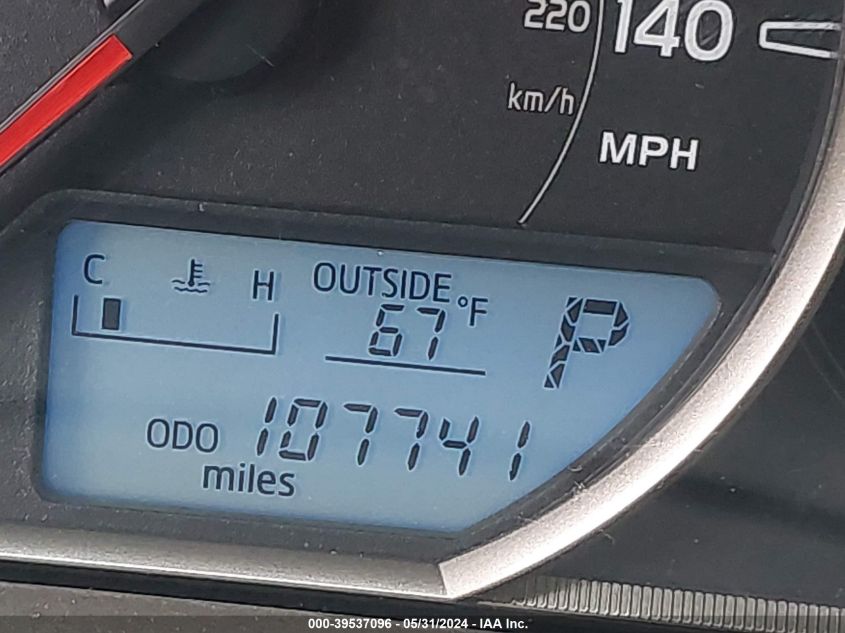 220 140
km/h
MPH
C H OUTSIDE °F
67
P
ODO 107741
miles
000-39537096 - 05/31/2024 - IAA Inc.